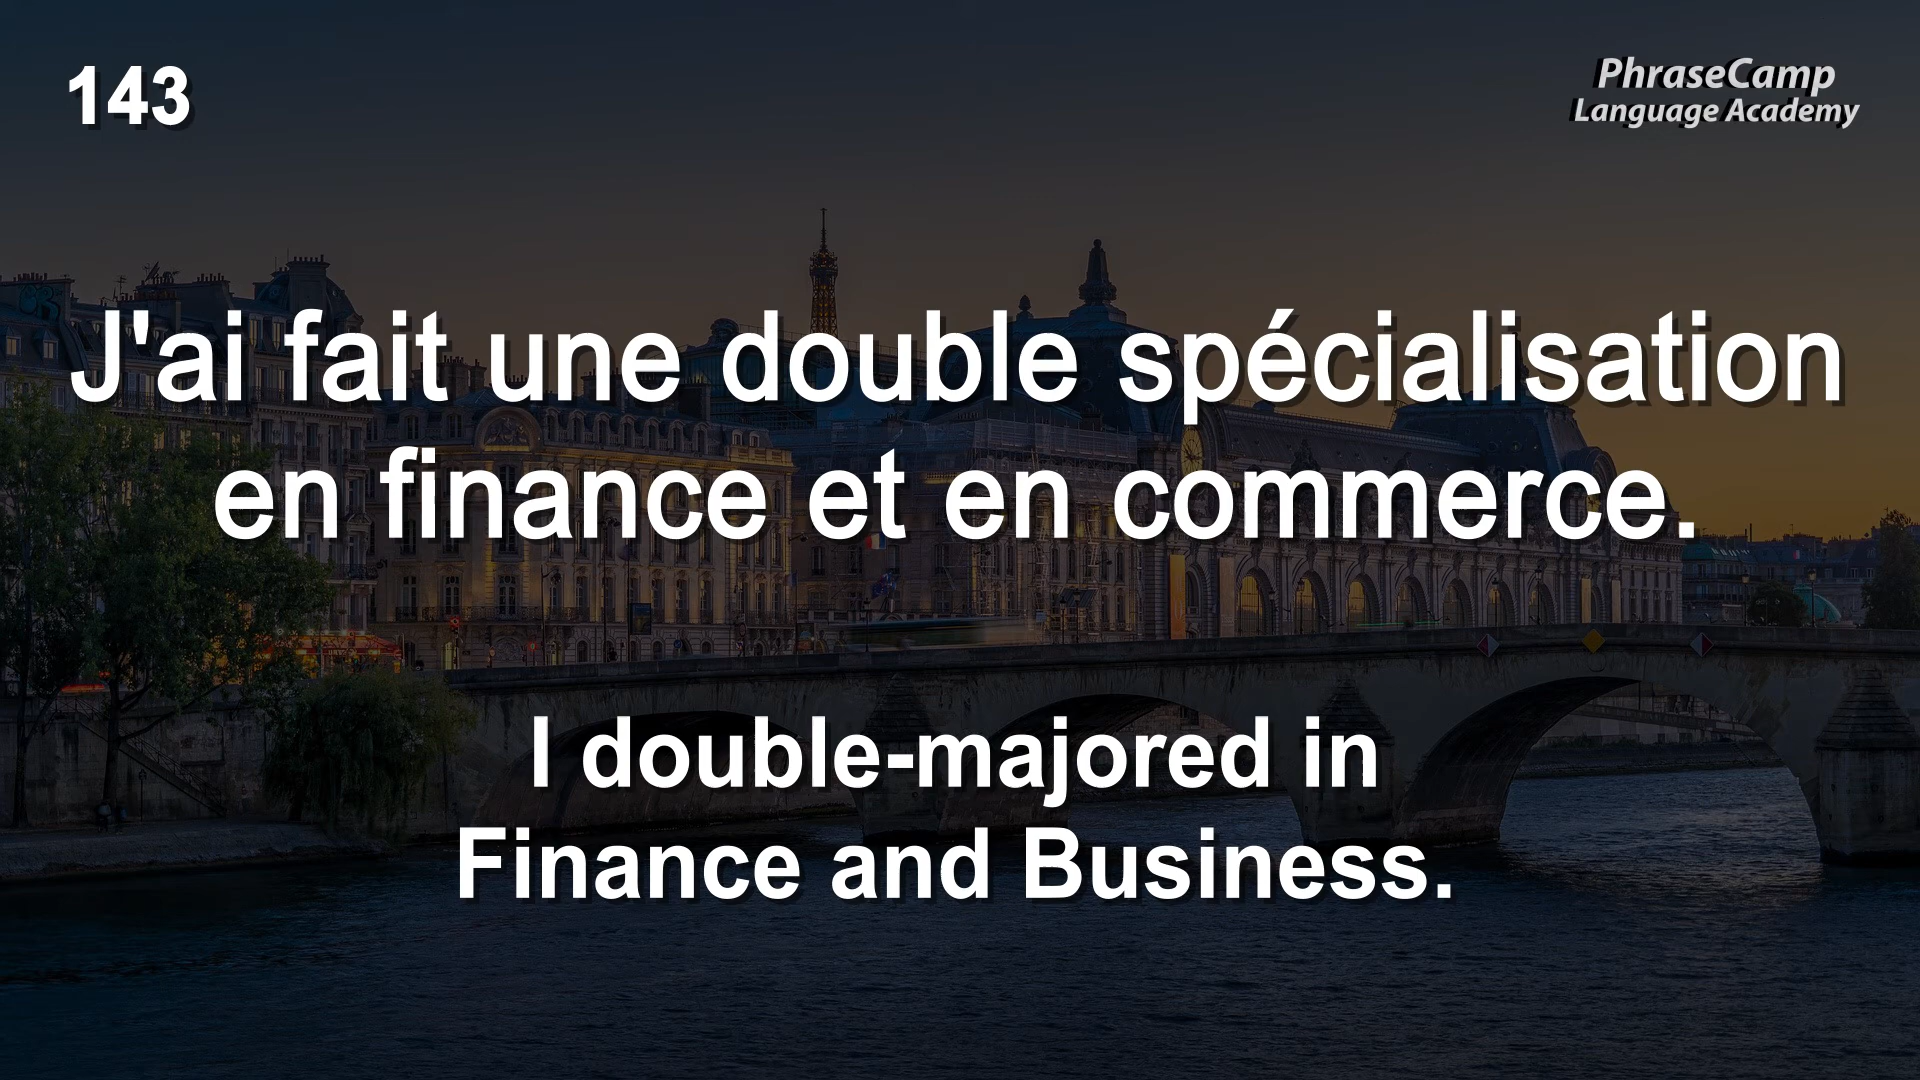 143
PhraseCamp
Language Academy
J'ai fait une double spécialisation
en finance et en commerce.
I double-majored in
Finance and Business.